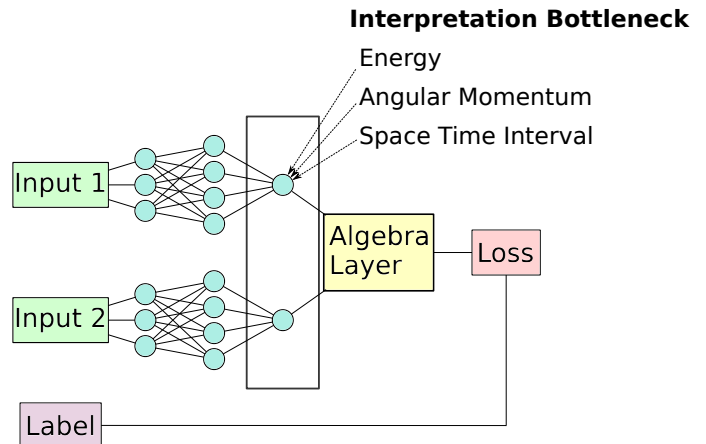 Interpretation Bottleneck
Energy
Angular Momentum
Space Time Interval
Input 1
Algebra
Layer
Loss
Input 2
Label